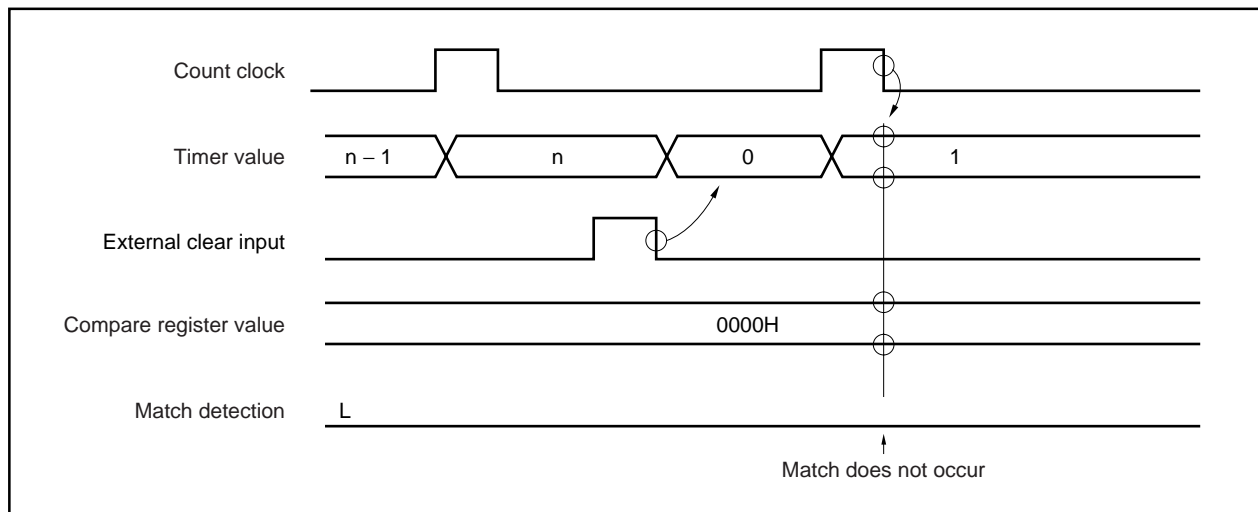 Count clock
Timer value
n – 1
n
0
1
External clear input
Compare register value
0000H
Match detection
L
Match does not occur